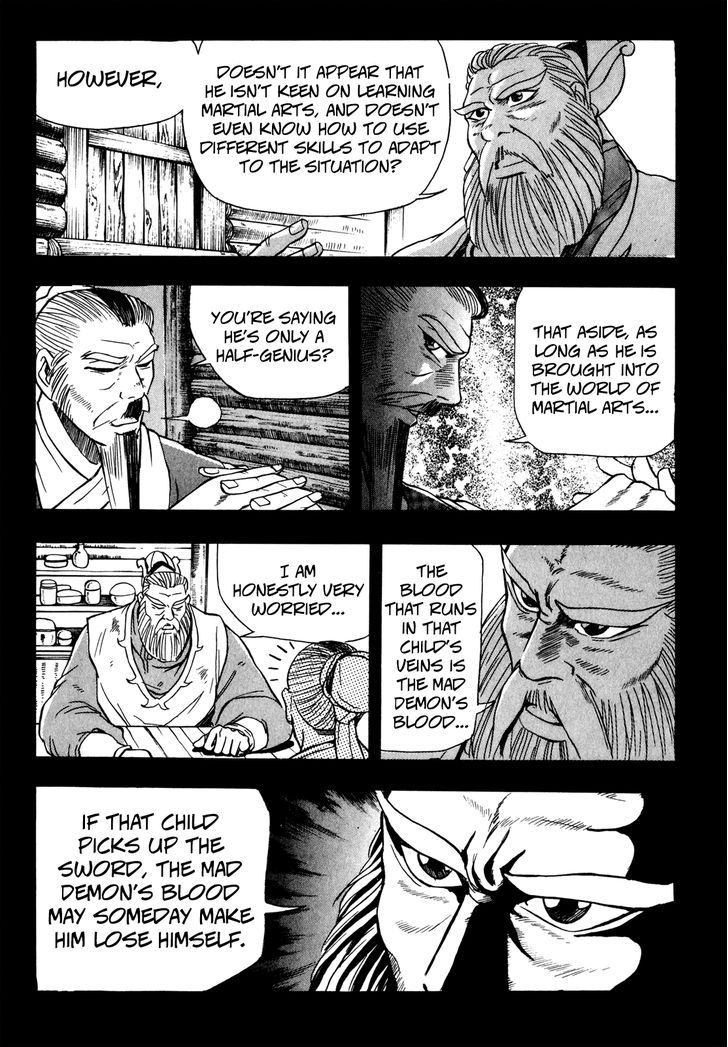 HOWEVER,
DOESN'T IT APPEAR THAT
HE ISN'T KEEN ON LEARNING
MARTIAL ARTS, AND DOESN'T
EVEN KNOW HOW TO USE
DIFFERENT SKILLS TO ADAPT
TO THE SITUATION?
YOU'RE SAYING
HE'S ONLY A
HALF-GENIUS?
THAT ASIDE, AS
LONG AS HE IS
BROUGHT INTO
THE WORLD OF
MARTIAL ARTS...
I AM
HONESTLY VERY
WORRIED...
THE
BLOOD
THAT RUNS
IN THAT
CHILD'S
VEINS IS
THE MAD
DEMON'S
BLOOD...
IF THAT CHILD
PICKS UP THE
SWORD, THE MAD
DEMON'S BLOOD
MAY SOMEDAY MAKE
HIM LOSE HIMSELF.